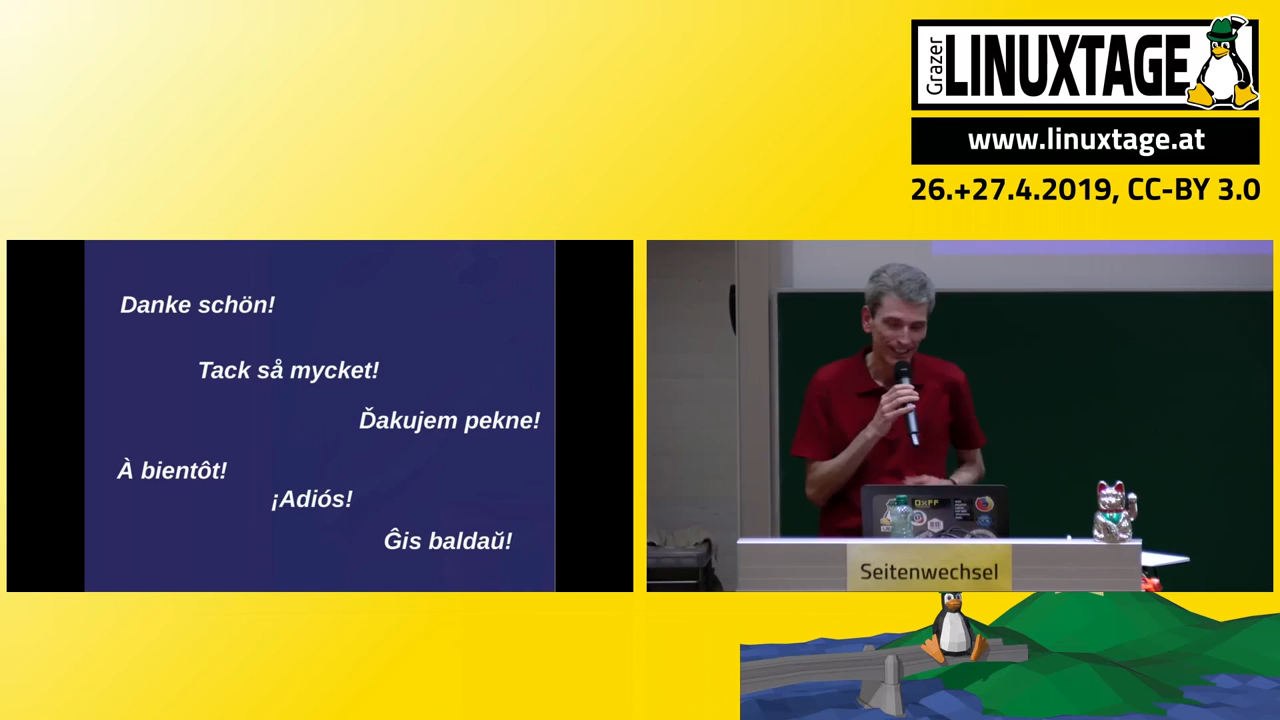 Grazer
LINUXTAGE
www.linuxtage.at
26.+27.4.2019, CC-BY 3.0
Danke schön!
Tack så mycket!
Ďakujem pekne!
À bientôt!
¡Adiós!
Ĝis baldaŭ!
0xFF
Seitenwechsel